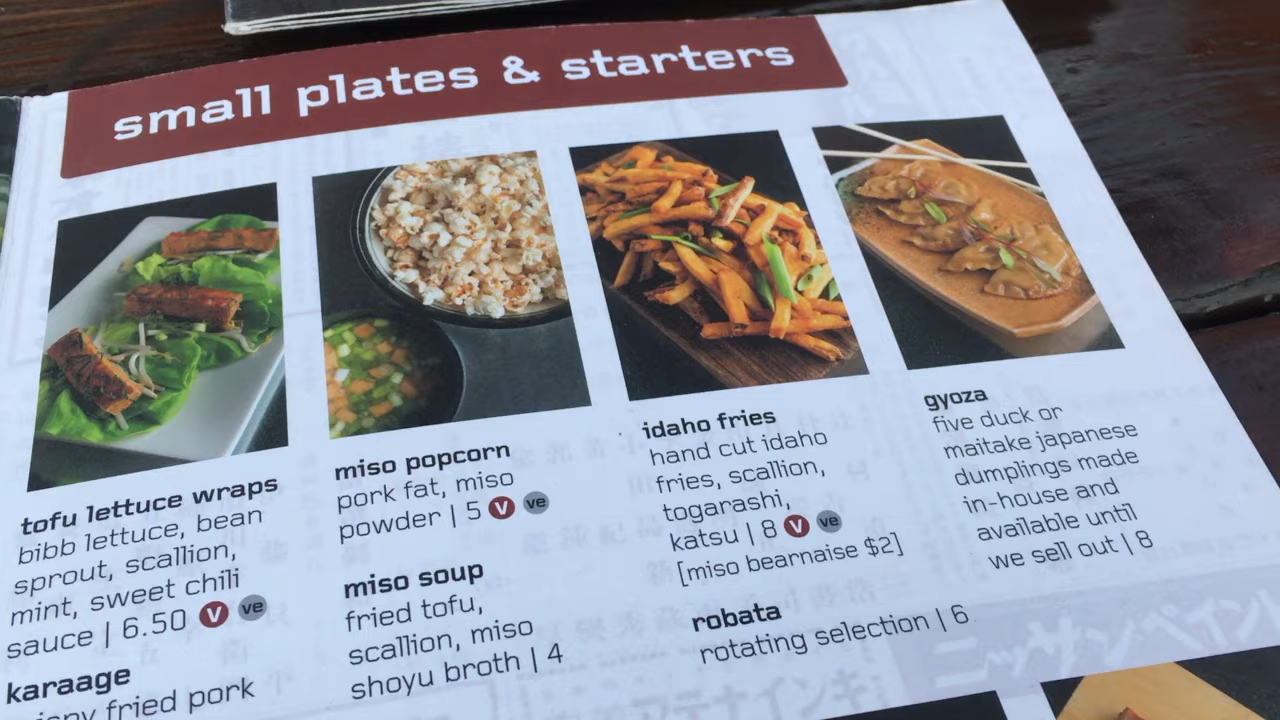 small plates & starters
tofu lettuce wraps
bibb lettuce, bean
sprout, scallion,
mint, sweet chili
sauce | 6.50 V ve
karaage
fried pork
miso popcorn
pork fat, miso
powder | 5 V ve
miso soup
fried tofu,
scallion, miso
shoyu broth | 4
idaho fries
hand cut idaho
fries, scallion,
togarashi,
katsu | 8 V ve
[miso bearnaise $2]
robata
rotating selection | 6
gyoza
five duck or
maitake japanese
dumplings made
in-house and
available until
we sell out | 8